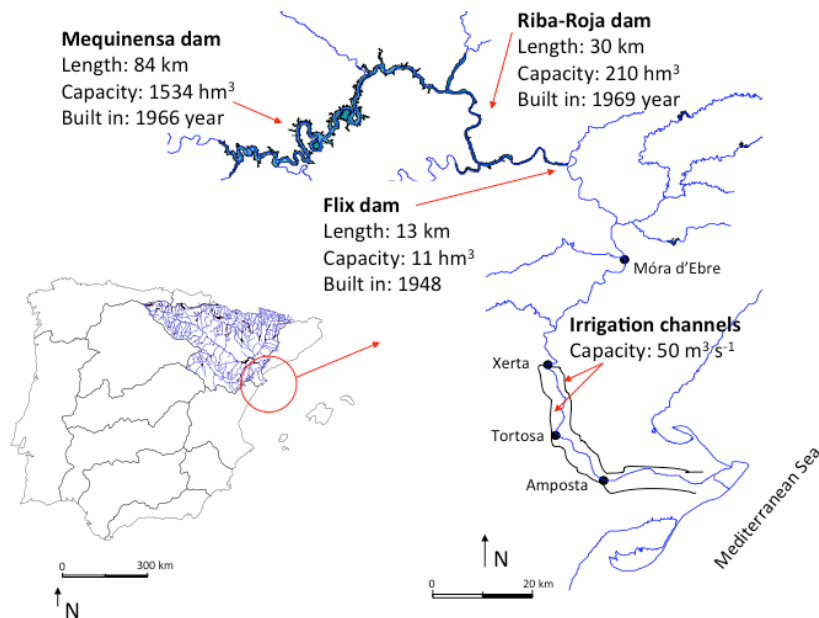 Mequinensa dam
Length: 84 km
Capacity: 1534 hm³
Built in: 1966 year
Riba-Roja dam
Length: 30 km
Capacity: 210 hm³
Built in: 1969 year
Flix dam
Length: 13 km
Capacity: 11 hm³
Built in: 1948
Móra d'Ebre
Irrigation channels
Capacity: 50 m³ s⁻¹
Xerta
Tortosa
Amposta
Mediterranean Sea
0 300 km
N
N
0 20 km